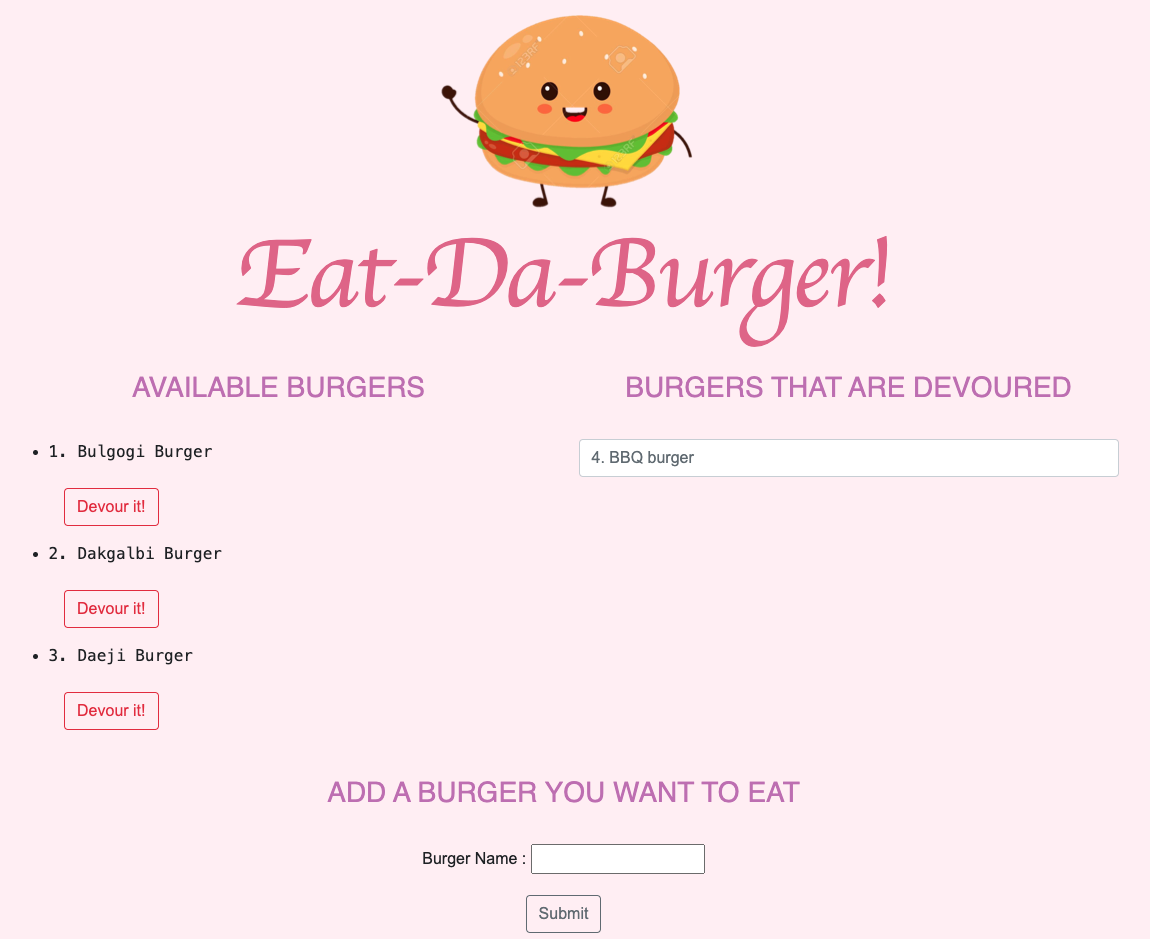 Eat-Da-Burger!
AVAILABLE BURGERS
BURGERS THAT ARE DEVOURED
1. Bulgogi Burger
Devour it!
2. Dakgalbi Burger
Devour it!
3. Daeji Burger
Devour it!
4. BBQ burger
ADD A BURGER YOU WANT TO EAT
Burger Name :
Submit